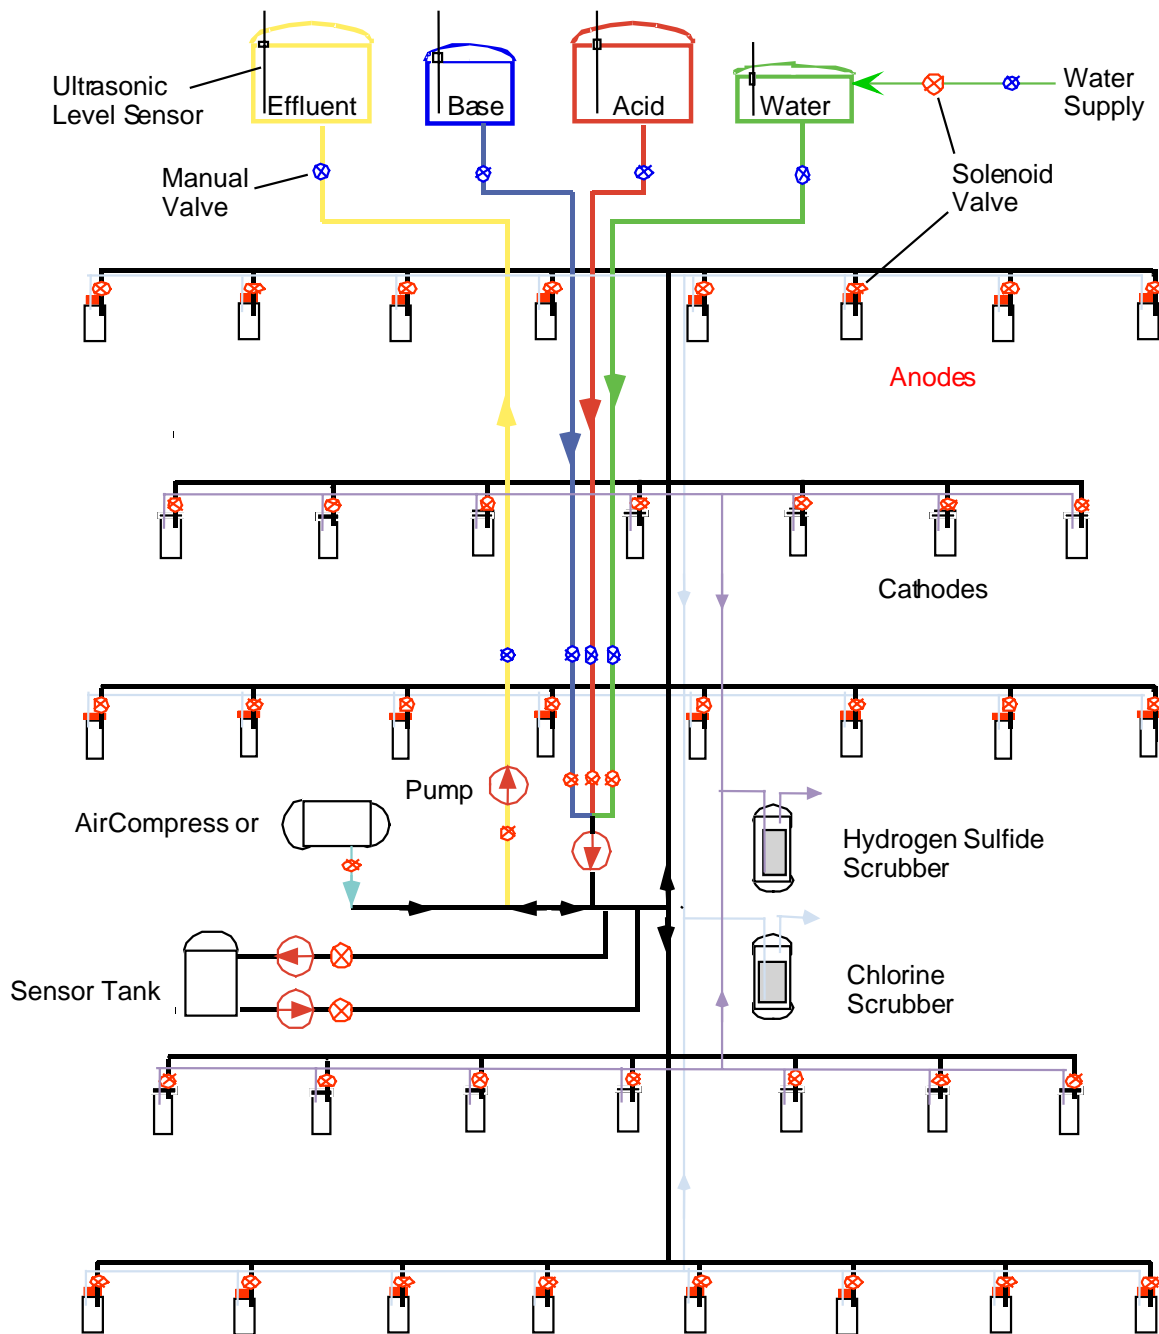 Ultrasonic
Level Sensor
Effluent
Base
Acid
Water
Water
Supply
Manual
Valve
Solenoid
Valve
Anodes
Cathodes
Pump
AirCompress or
Hydrogen Sulfide
Scrubber
Sensor Tank
Chlorine
Scrubber